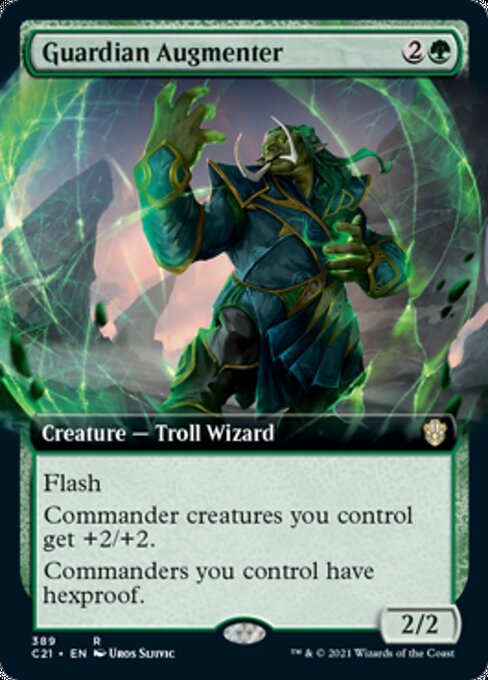 Guardian Augmenter 2
Creature — Troll Wizard
Flash
Commander creatures you control
get +2/+2.
Commanders you control have
hexproof.
2/2
389 R
C21 • EN Uros Sljivic
™ & © 2021 Wizards of the Coast